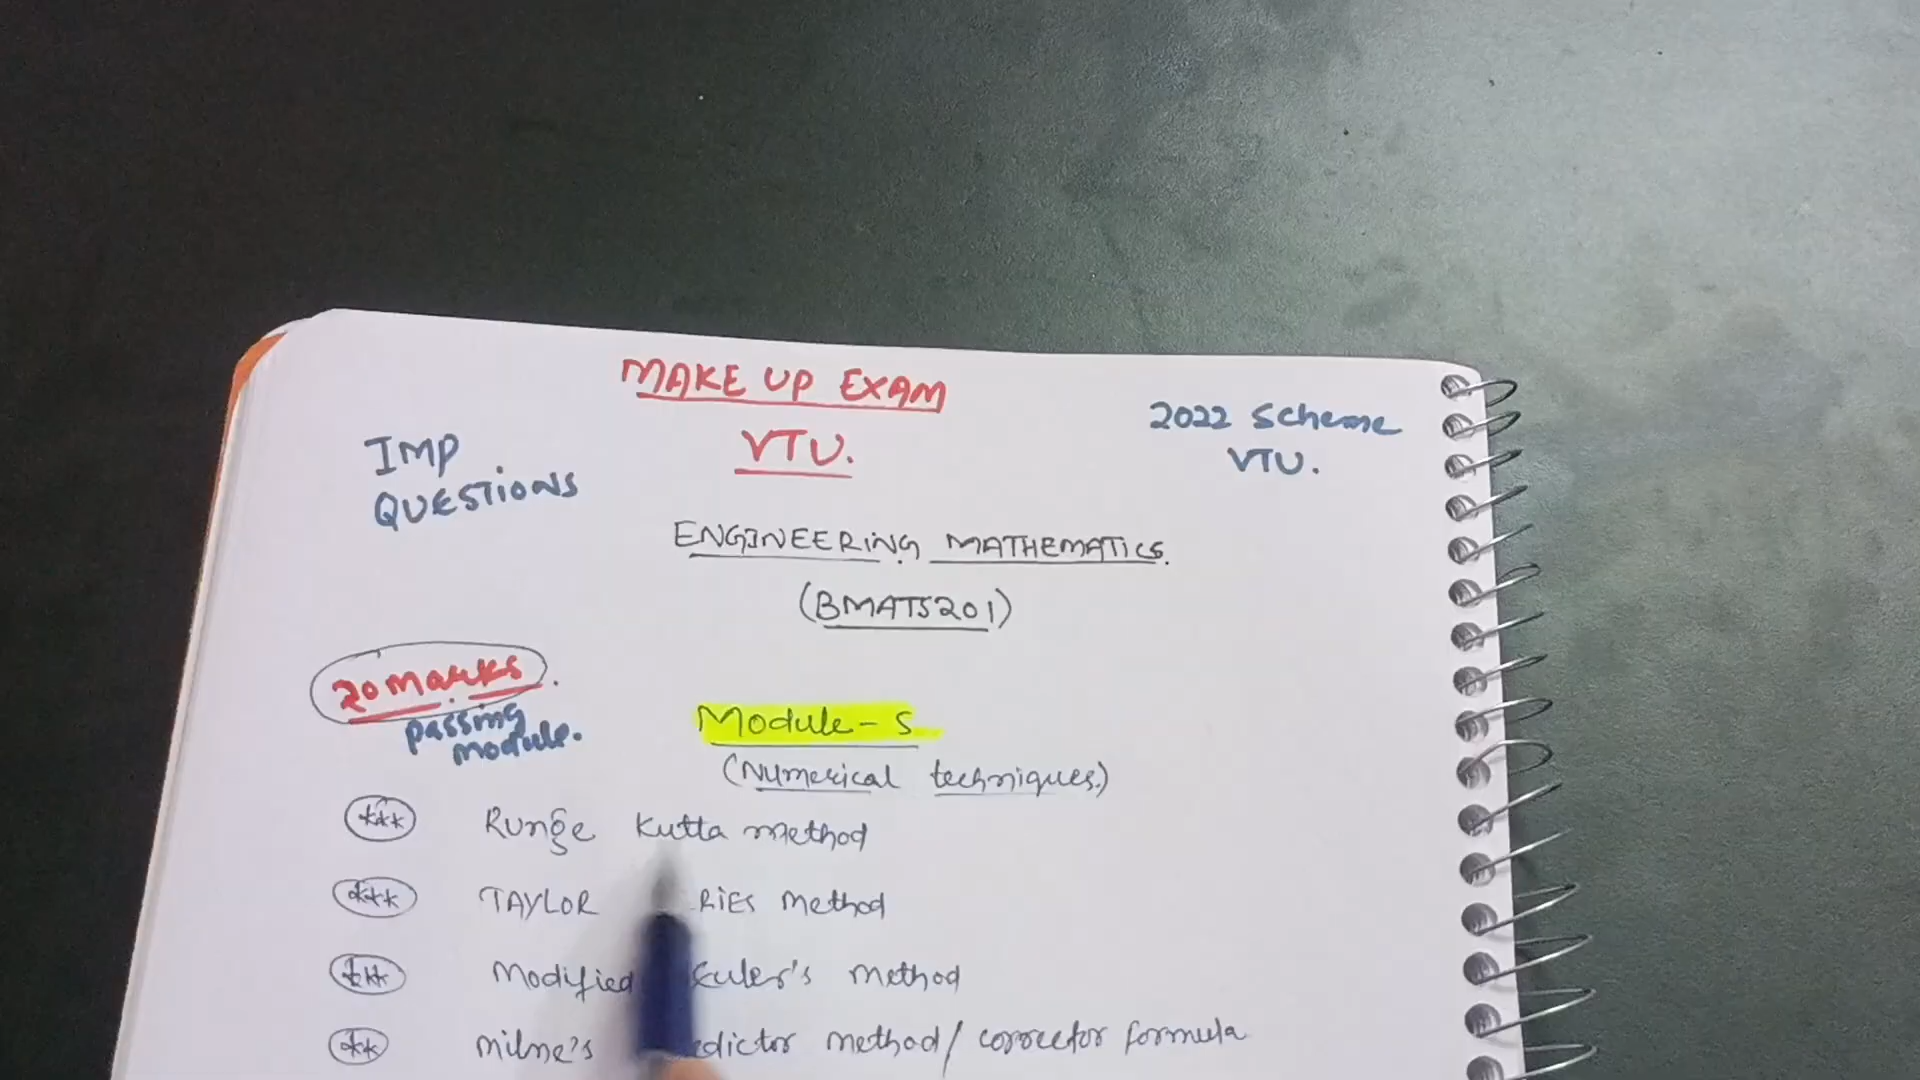 MAKE UP EXAM
VTU.
2022 Scheme
VTU.
IMP
QUESTIONS
ENGINEERING MATHEMATICS.
(BMATS201)
20 marks.
passing
module.
Module-5
(Numerical techniques.)
*** Runge Kutta method
*** TAYLOR RiES Method
*** Modified Euler's method
** Milne's dictor method/ corrector formula